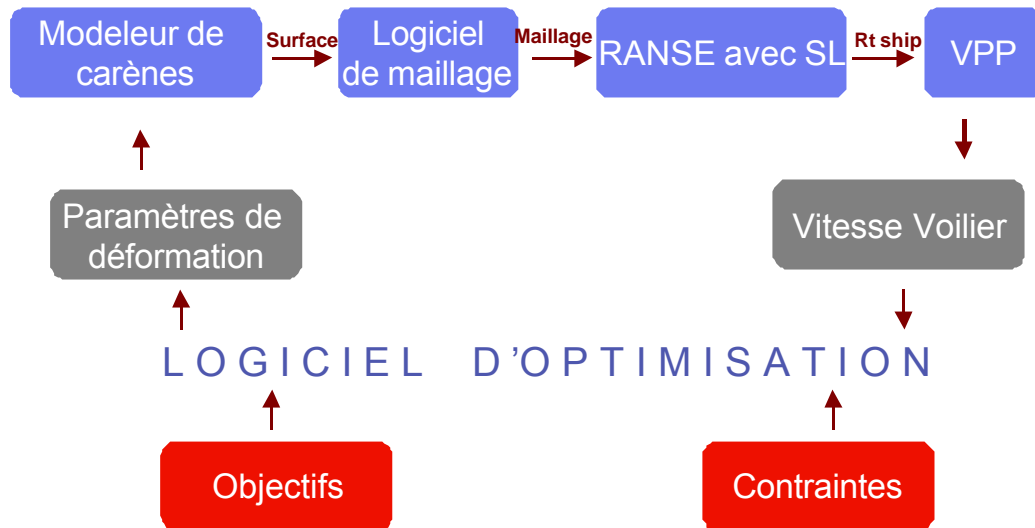 Modeleur de
carènes
Surface
Logiciel
de maillage
Maillage
RANSE avec SL
Rt ship
VPP
Paramètres de
déformation
Vitesse Voilier
LOGICIEL D’OPTIMISATION
Objectifs
Contraintes